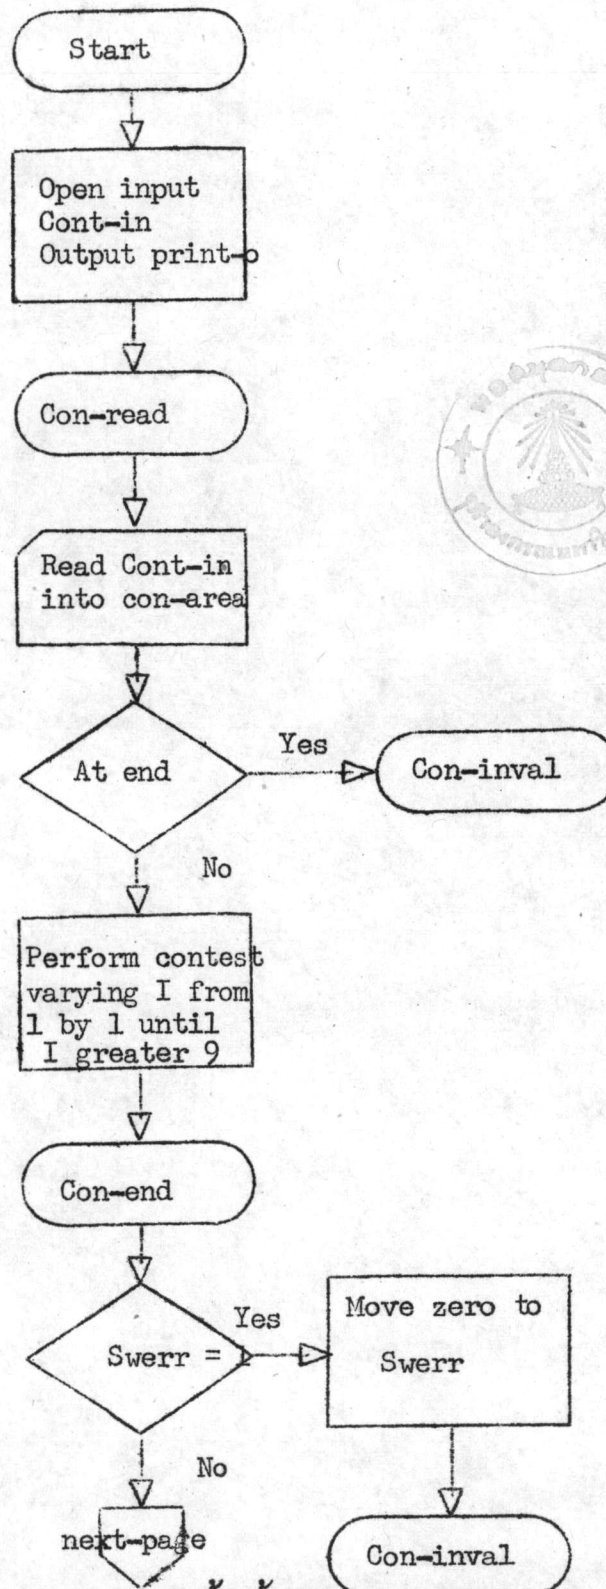 Start
Open input
Cont-in
Output print-o
Con-read
Read Cont-in
into con-area
At end
Yes
Con-inval
No
Perform contest
varying I from
1 by 1 until
I greater 9
Con-end
Swerr =
Yes
Move zero to
Swerr
No
next-page
Con-inval